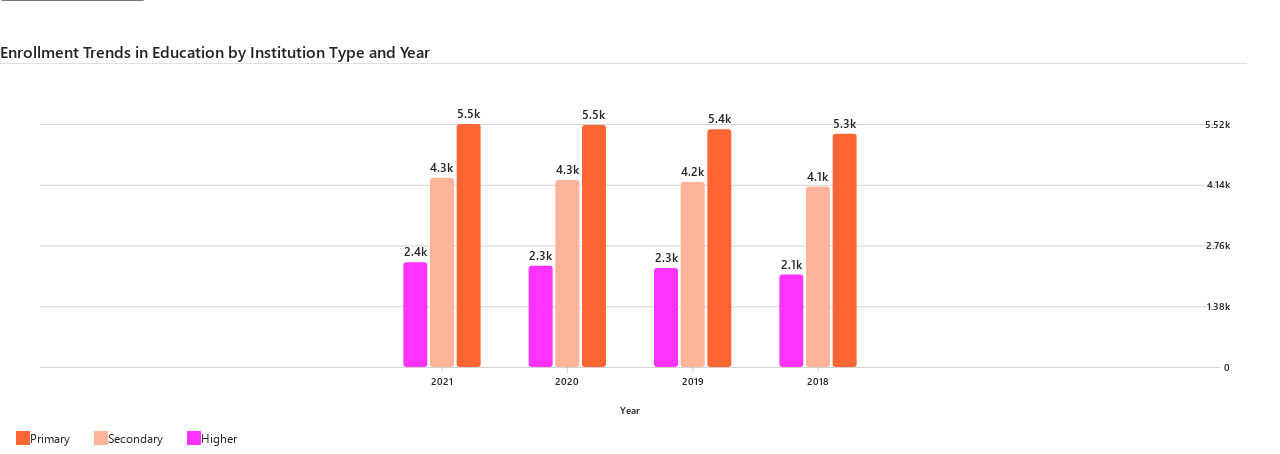 Enrollment Trends in Education by Institution Type and Year
5.5k
5.5k
5.4k
5.3k
5.52k
4.3k
4.3k
4.2k
4.1k
4.14k
2.4k
2.3k
2.3k
2.1k
2.76k
1.38k
0
2021
2020
2019
2018
Year
Primary
Secondary
Higher